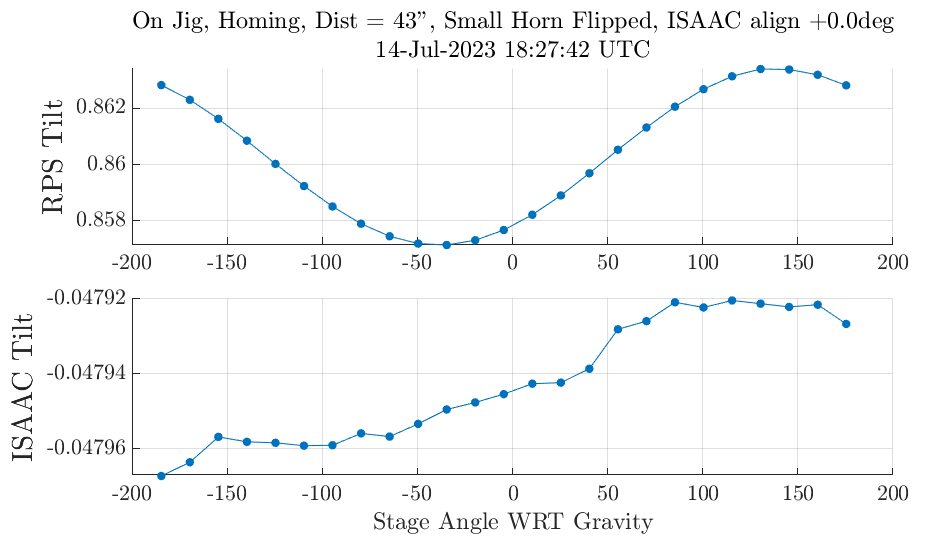 On Jig, Homing, Dist = 43”, Small Horn Flipped, ISAAC align +0.0deg
14-Jul-2023 18:27:42 UTC
RPS Tilt
0.862
0.86
0.858
-200 -150 -100 -50 0 50 100 150 200
ISAAC Tilt
-0.04792
-0.04794
-0.04796
-200 -150 -100 -50 0 50 100 150 200
Stage Angle WRT Gravity